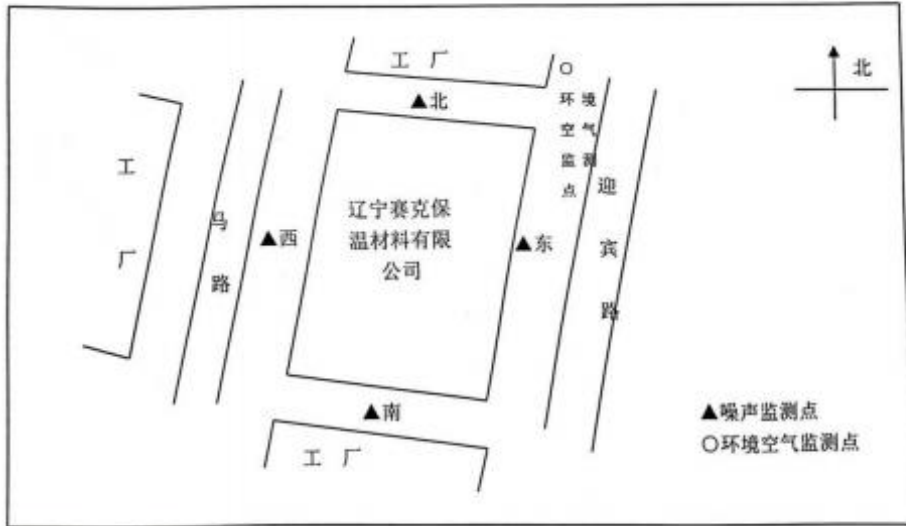 工 厂
北
▲北
环境
空气
监测
点
工
厂
马
路
▲西
辽宁赛克保
温材料有限
公司
▲东
迎
宾
路
▲南
工 厂
▲噪声监测点
○环境空气监测点